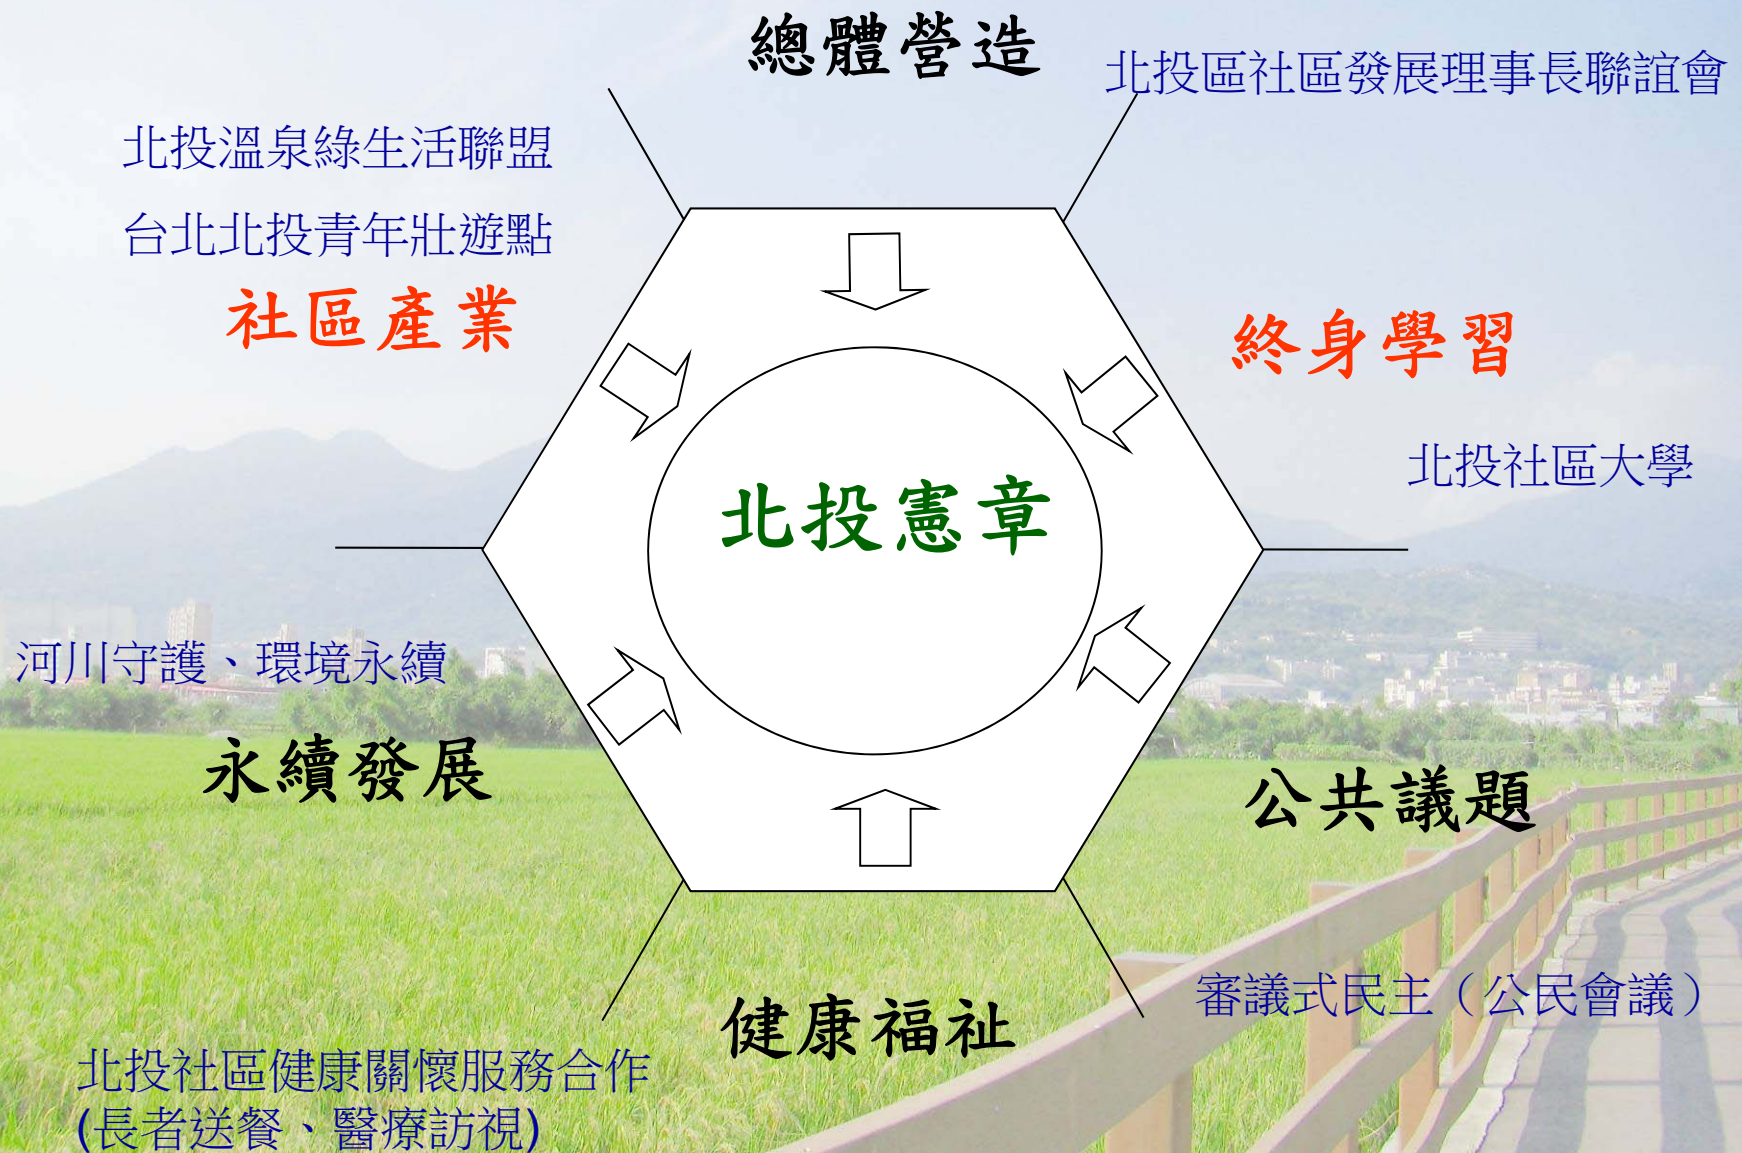 總體營造
北投區社區發展理事長聯誼會
北投溫泉綠生活聯盟
台北北投青年壯遊點
社區產業
終身學習
北投社區大學
北投憲章
河川守護、環境永續
永續發展
公共議題
審議式民主（公民會議）
健康福祉
北投社區健康關懷服務合作
(長者送餐、醫療訪視)